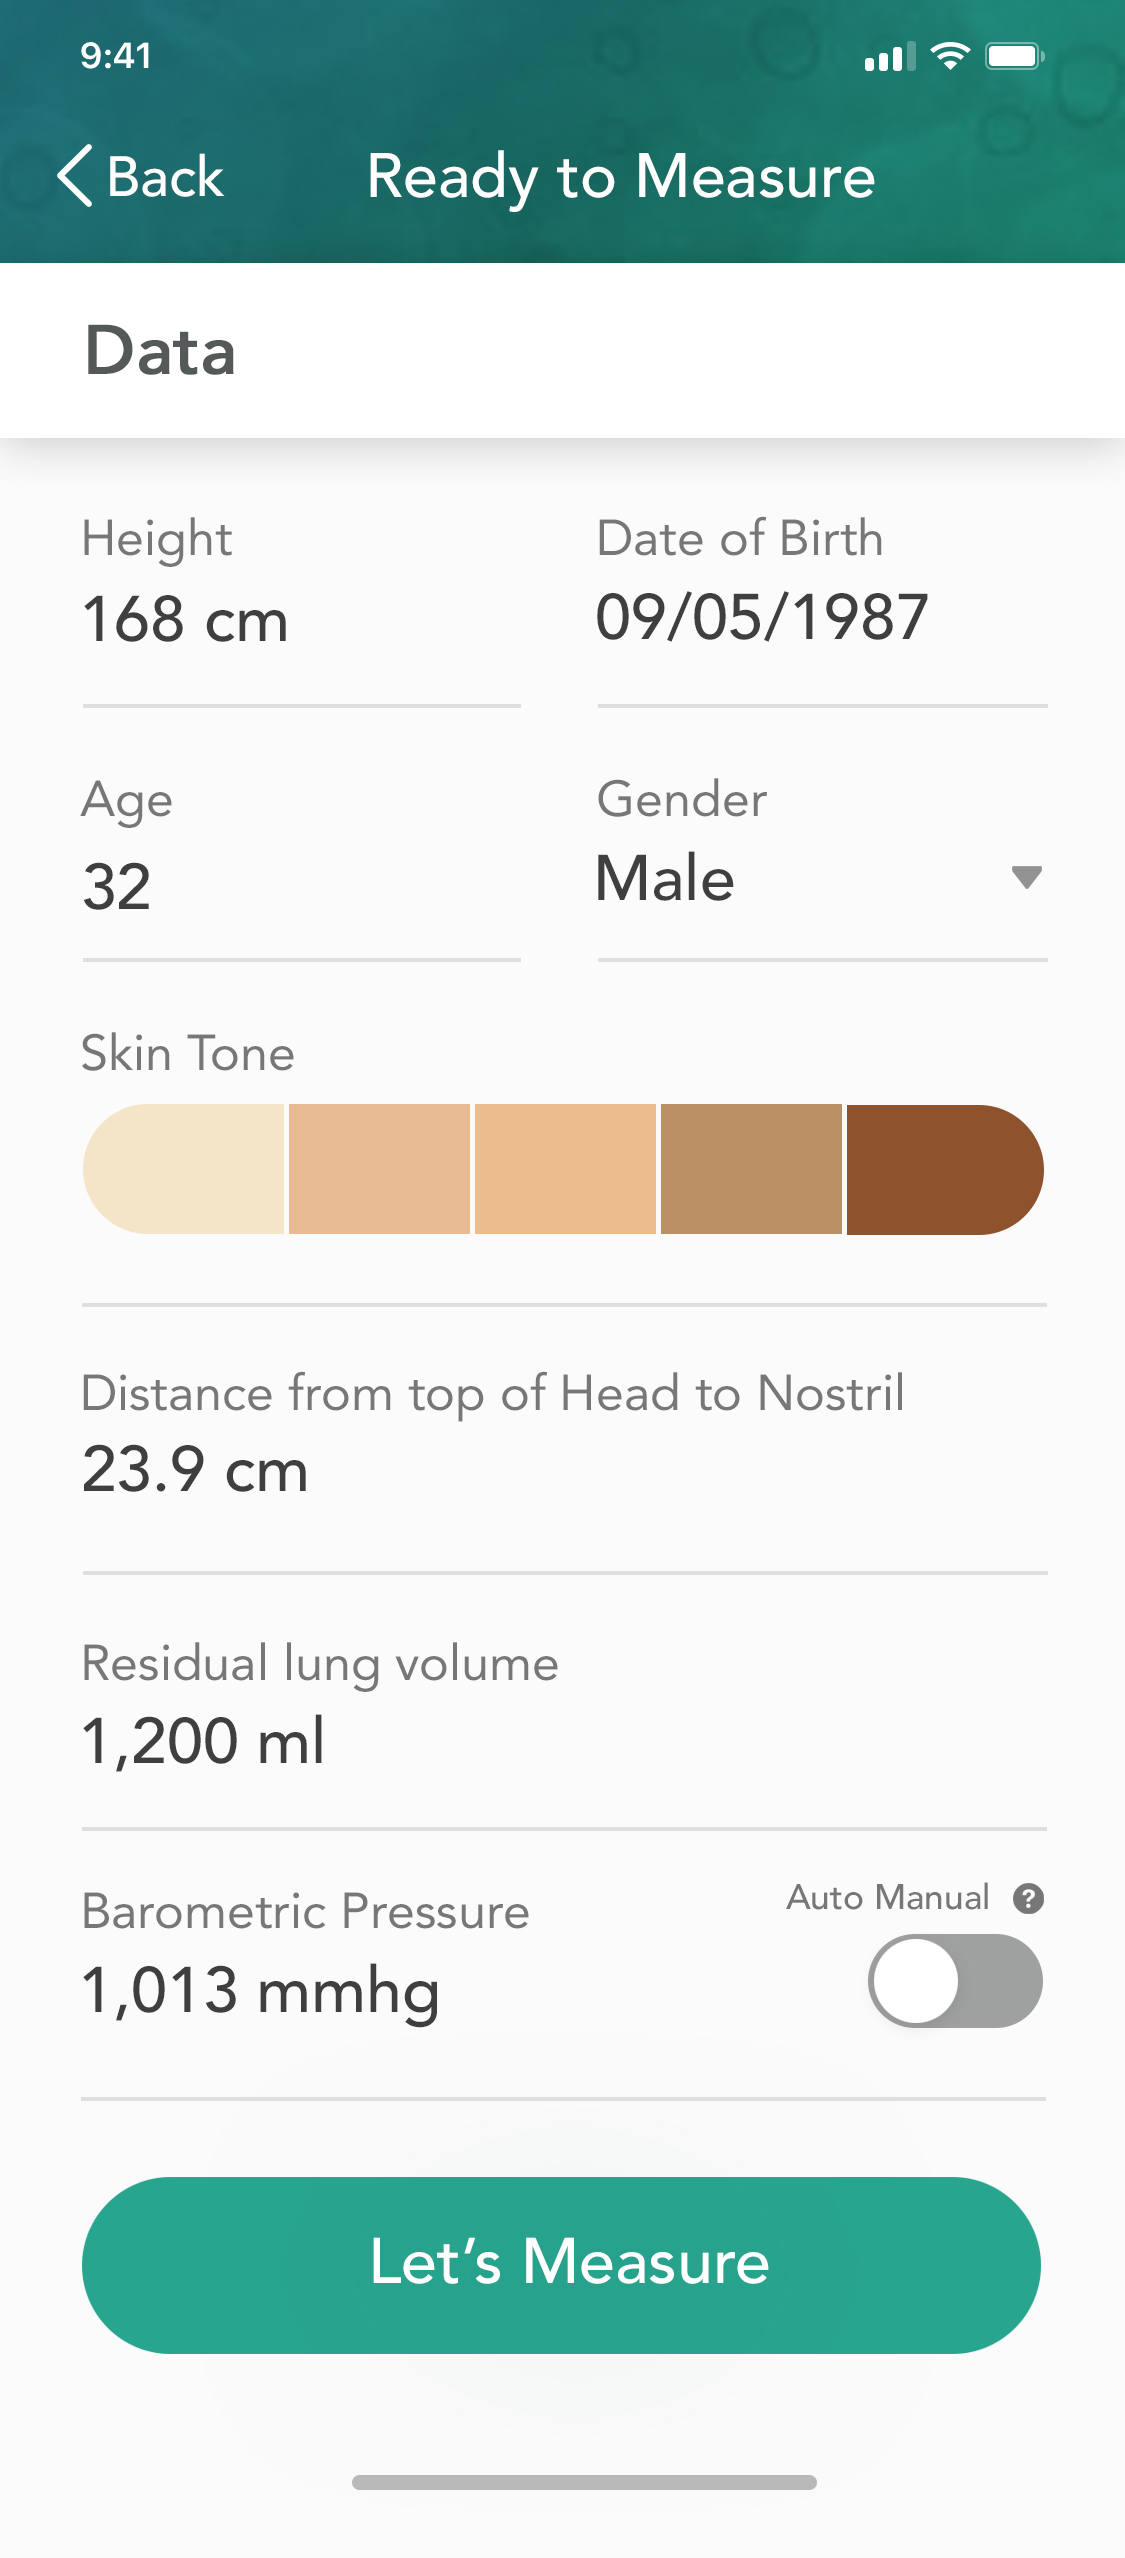 9:41
Back
Ready to Measure
Data
Height
Date of Birth
168 cm
09/05/1987
Age
Gender
32
Male
Skin Tone
Distance from top of Head to Nostril
23.9 cm
Residual lung volume
1,200 ml
Barometric Pressure
Auto Manual ?
1,013 mmhg
Let’s Measure